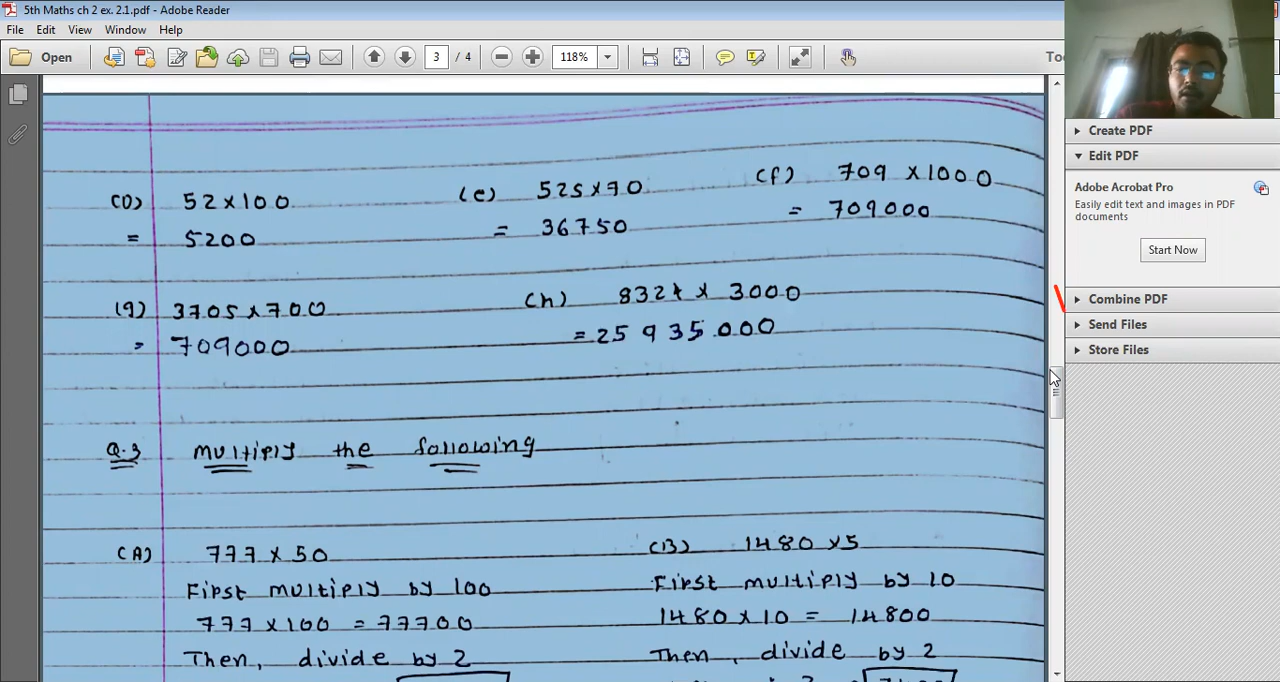 5th Maths ch 2 ex. 2.1.pdf - Adobe Reader
File Edit View Window Help
Open 3 / 4 118% To
(D) 52 x 100 (e) 525 x 70 (f) 709 x 1000
= 5200 = 36750 = 709000
(g) 3705 x 700 (h) x 3000
= 709000 = 25 9 35 000
Q.3 multiply the following
(A) 777 x 50 (B) 1480 x 5
First multiply by 100 First multiply by 10
777 x 100 = 77700 1480 x 10 = 14800
Then, divide by 2 Then, divide by 2
Create PDF
Edit PDF
Adobe Acrobat Pro
Easily edit text and images in PDF
documents
Start Now
Combine PDF
Send Files
Store Files